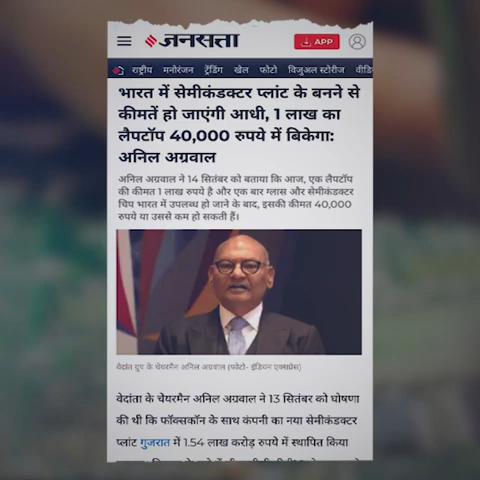 जनसत्ता
APP
राष्ट्रीय मनोरंजन ट्रेंडिंग खेल फोटो विजुअल स्टोरीज वीडि
भारत में सेमीकंडक्टर प्लांट के बनने से
कीमतें हो जाएंगी आधी, 1 लाख का
लैपटॉप 40,000 रुपये में बिकेगा:
अनिल अग्रवाल
अनिल अग्रवाल ने 14 सितंबर को बताया कि आज, एक लैपटॉप
की कीमत 1 लाख रुपये है और एक बार ग्लास और सेमीकंडक्टर
चिप भारत में उपलब्ध हो जाने के बाद, इसकी कीमत 40,000
रुपये या उससे कम हो सकती हैं।
वेदांत ग्रुप के चेयरमैन अनिल अग्रवाल (फोटो- इंडियन एक्सप्रेस)
वेदांता के चेयरमैन अनिल अग्रवाल ने 13 सितंबर को घोषणा
की थी कि फॉक्सकॉन के साथ कंपनी का नया सेमीकंडक्टर
प्लांट गुजरात में 1.54 लाख करोड़ रुपये में स्थापित किया